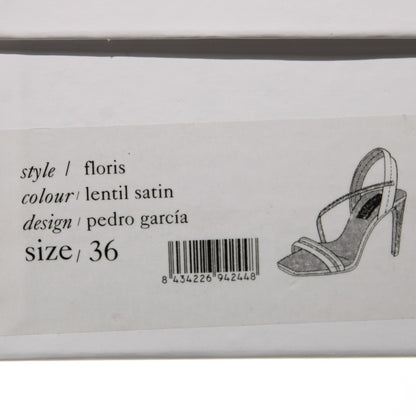 style / floris
colour / lentil satin
design / pedro garcía
size / 36
8 434226 942448